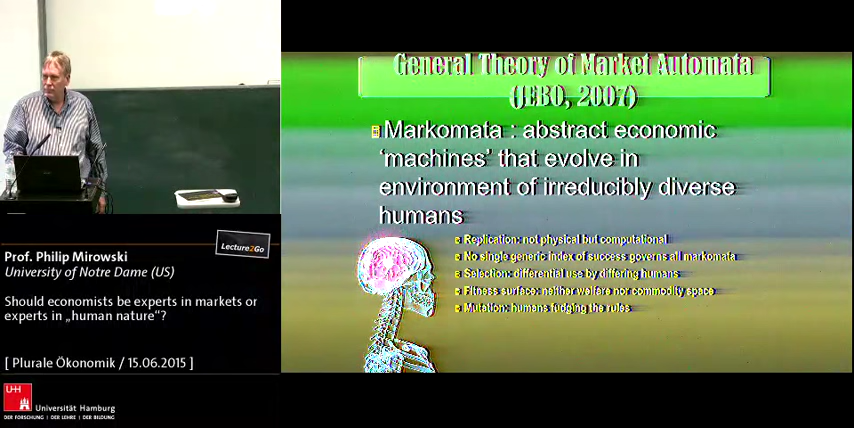 General Theory of Market Automata
(JEBO, 2007)
Markomata : abstract economic
'machines' that evolve in
environment of irreducibly diverse
humans
Replication: not physical but computational
No single generic index of success governs all markomata
Selection: differential use by differing humans
Fitness surface: neither welfare nor commodity space
Mutation: humans fudging the rules
Lecture2Go
Prof. Philip Mirowski
University of Notre Dame (US)
Should economists be experts in markets or
experts in „human nature“?
[ Plurale Ökonomik / 15.06.2015 ]
UH
Universität Hamburg
DER FORSCHUNG | DER LEHRE | DER BILDUNG